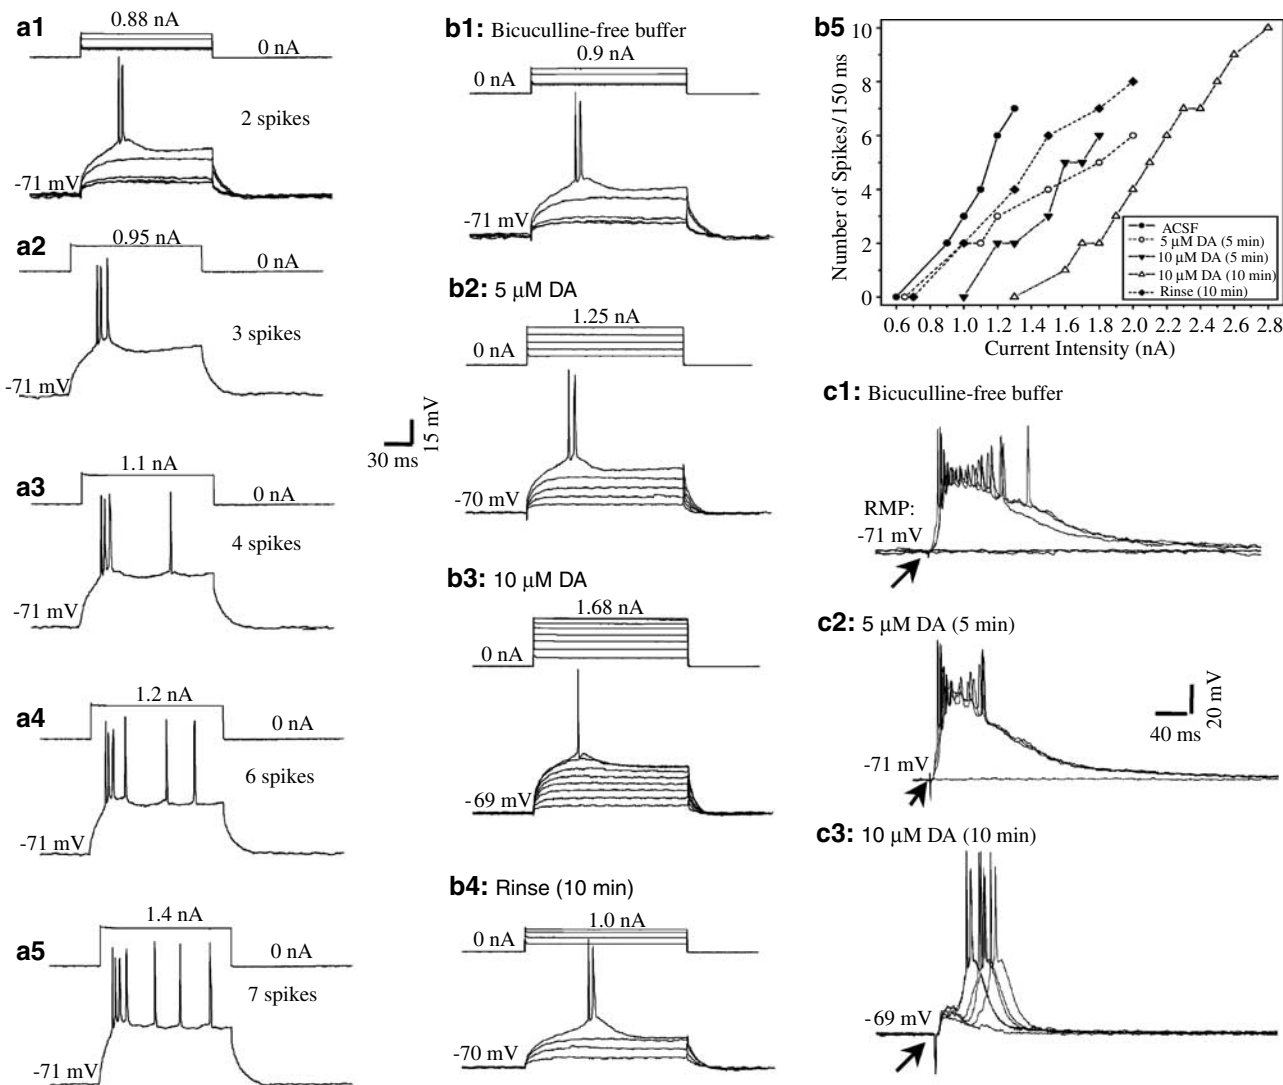 a1
0.88 nA
0 nA
2 spikes
-71 mV
a2
0.95 nA
0 nA
3 spikes
-71 mV
a3
1.1 nA
0 nA
4 spikes
-71 mV
a4
1.2 nA
0 nA
6 spikes
-71 mV
a5
1.4 nA
0 nA
7 spikes
-71 mV
b1: Bicuculline-free buffer
0.9 nA
0 nA
-71 mV
b2: 5 µM DA
1.25 nA
0 nA
-70 mV
15 mV
30 ms
b3: 10 µM DA
1.68 nA
0 nA
-69 mV
b4: Rinse (10 min)
1.0 nA
0 nA
-70 mV
b5
Number of Spikes/150 ms
10
8
6
4
2
0
0.6 0.8 1.0 1.2 1.4 1.6 1.8 2.0 2.2 2.4 2.6 2.8
Current Intensity (nA)
ACSF
5 µM DA (5 min)
10 µM DA (5 min)
10 µM DA (10 min)
Rinse (10 min)
c1: Bicuculline-free buffer
RMP:
-71 mV
c2: 5 µM DA (5 min)
-71 mV
20 mV
40 ms
c3: 10 µM DA (10 min)
-69 mV